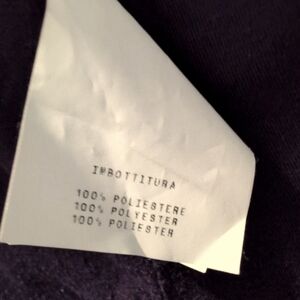 IMBOTTITURA
100% POLIESTERE
100% POLYESTER
100% POLIESTER